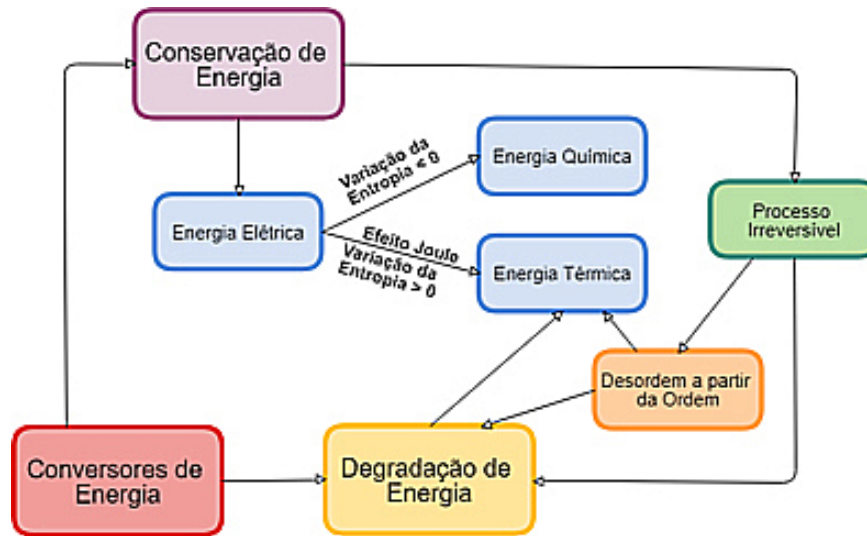 Conservação de
Energia
Variação da
Entropia < 0
Energia Química
Energia Elétrica
Efeito Joule
Variação da
Entropia > 0
Energia Térmica
Processo
Irreversível
Desordem a partir
da Ordem
Conversores de
Energia
Degradação de
Energia